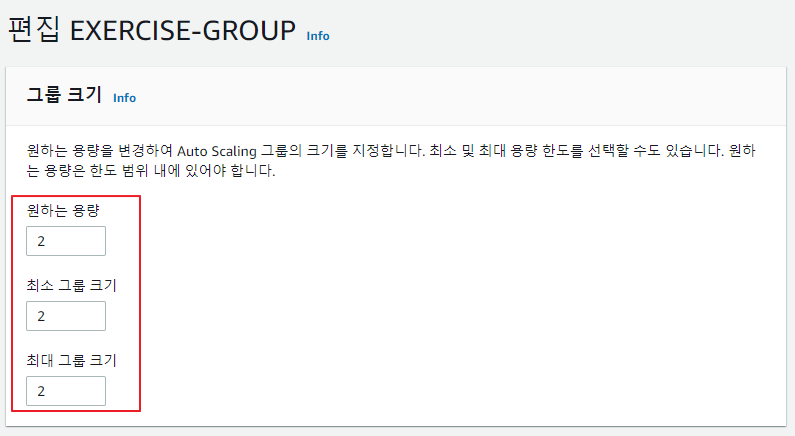 편집 EXERCISE-GROUP Info
그룹 크기 Info
원하는 용량을 변경하여 Auto Scaling 그룹의 크기를 지정합니다. 최소 및 최대 용량 한도를 선택할 수도 있습니다. 원하
는 용량은 한도 범위 내에 있어야 합니다.
원하는 용량
2
최소 그룹 크기
2
최대 그룹 크기
2